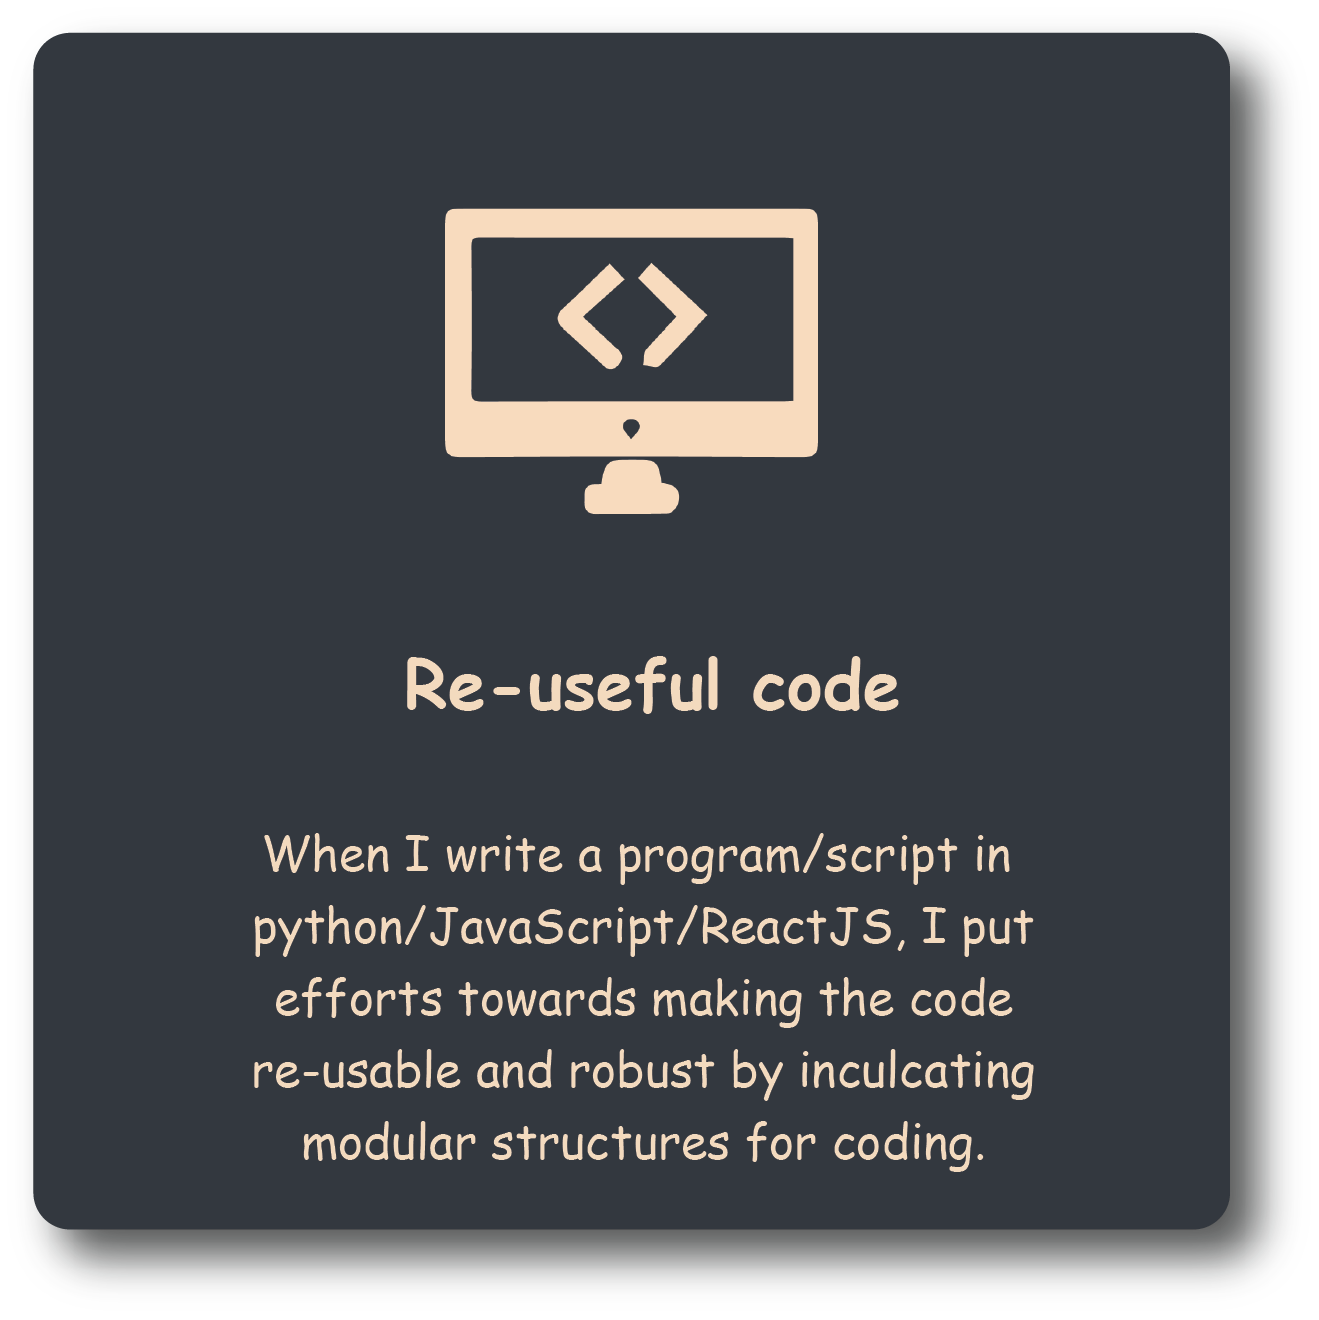 Re-useful code
When I write a program/script in
python/JavaScript/ReactJS, I put
efforts towards making the code
re-usable and robust by inculcating
modular structures for coding.